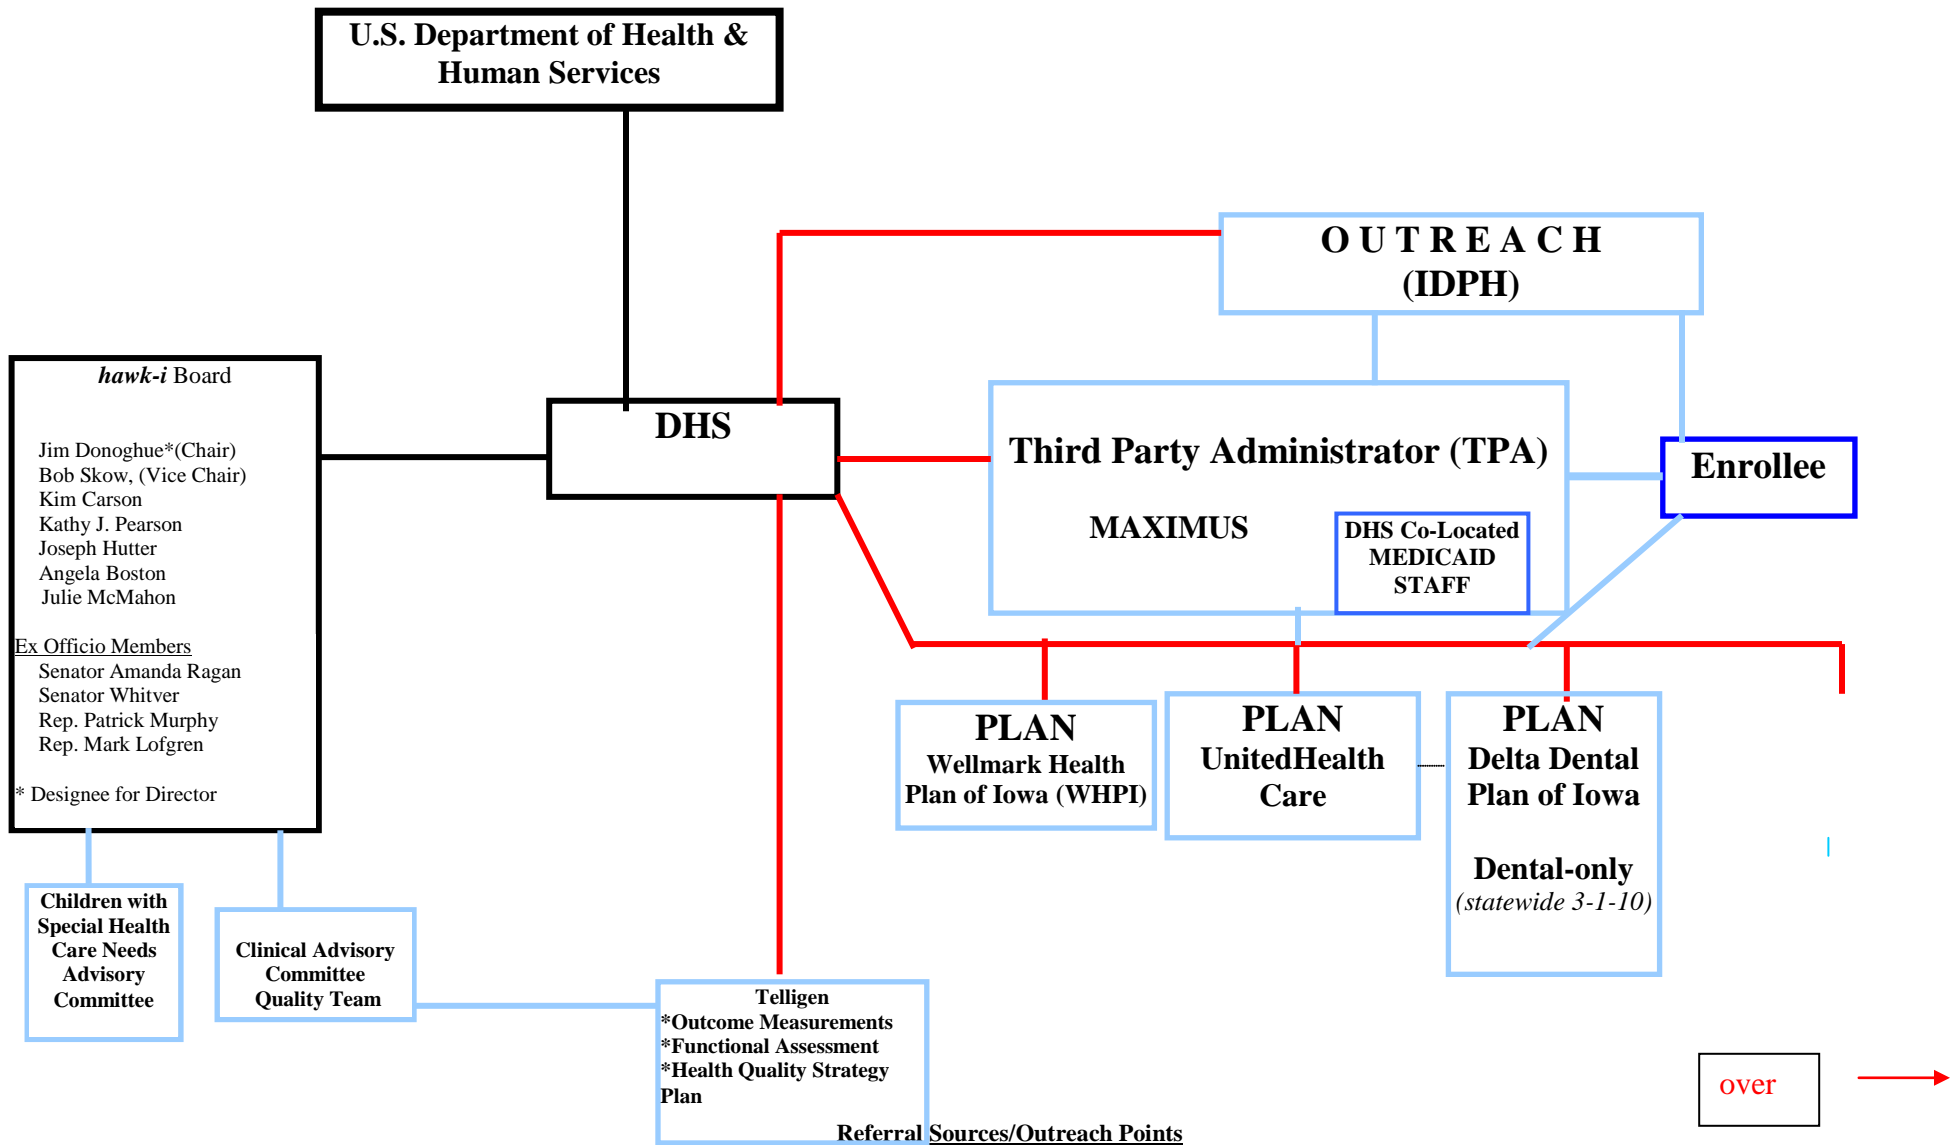 U.S. Department of Health &
Human Services
O U T R E A C H
(IDPH)
hawk-i Board
Jim Donoghue*(Chair)
Bob Skow, (Vice Chair)
Kim Carson
Kathy J. Pearson
Joseph Hutter
Angela Boston
Julie McMahon
Ex Officio Members
Senator Amanda Ragan
Senator Whitver
Rep. Patrick Murphy
Rep. Mark Lofgren
* Designee for Director
DHS
Third Party Administrator (TPA)
MAXIMUS
DHS Co-Located
MEDICAID
STAFF
Enrollee
PLAN
Wellmark Health
Plan of Iowa (WHPI)
PLAN
UnitedHealth
Care
PLAN
Delta Dental
Plan of Iowa
Dental-only
(statewide 3-1-10)
Children with
Special Health
Care Needs
Advisory
Committee
Clinical Advisory
Committee
Quality Team
Telligen
*Outcome Measurements
*Functional Assessment
*Health Quality Strategy
Plan
over
Referral Sources/Outreach Points